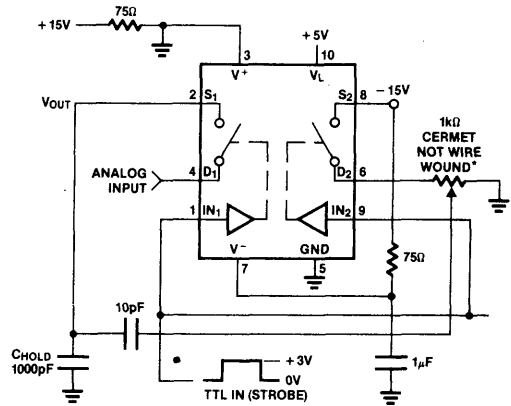 75Ω
+15V
+5V
3
10
V+
VL
2
S1
S2
8
-15V
VOUT
1kΩ
CERMET
NOT WIRE
WOUND*
ANALOG
INPUT
4
D1
D2
6
1
IN1
IN2
9
V-
GND
7
5
75Ω
10pF
CHOLD
1000pF
+3V
0V
TTL IN (STROBE)
1µF